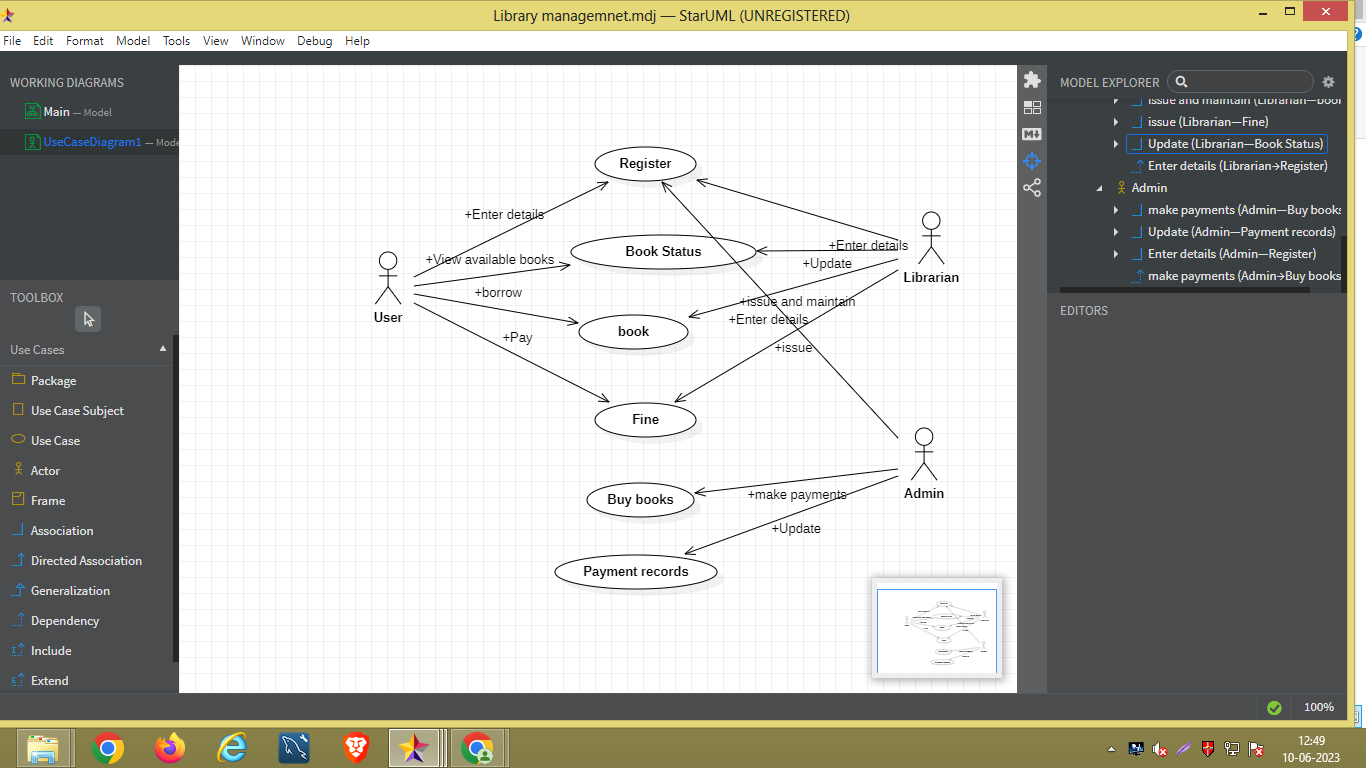 Library managemnet.mdj — StarUML (UNREGISTERED)
File Edit Format Model Tools View Window Debug Help
WORKING DIAGRAMS
Main — Model
UseCaseDiagram1 — Mode
TOOLBOX
Use Cases
Package
Use Case Subject
Use Case
Actor
Frame
Association
Directed Association
Generalization
Dependency
Include
Extend
Register
+Enter details
Book Status
+View available books
+Enter details
+Update
User
Librarian
+borrow
+issue and maintain
book
+Enter details
+Pay
+issue
Fine
Buy books
+make payments
Admin
+Update
Payment records
MODEL EXPLORER
issue and maintain (Librarian—book
issue (Librarian—Fine)
Update (Librarian—Book Status)
Enter details (Librarian→Register)
Admin
make payments (Admin—Buy books
Update (Admin—Payment records)
Enter details (Admin—Register)
make payments (Admin→Buy books
EDITORS
100%
12:49
10-06-2023